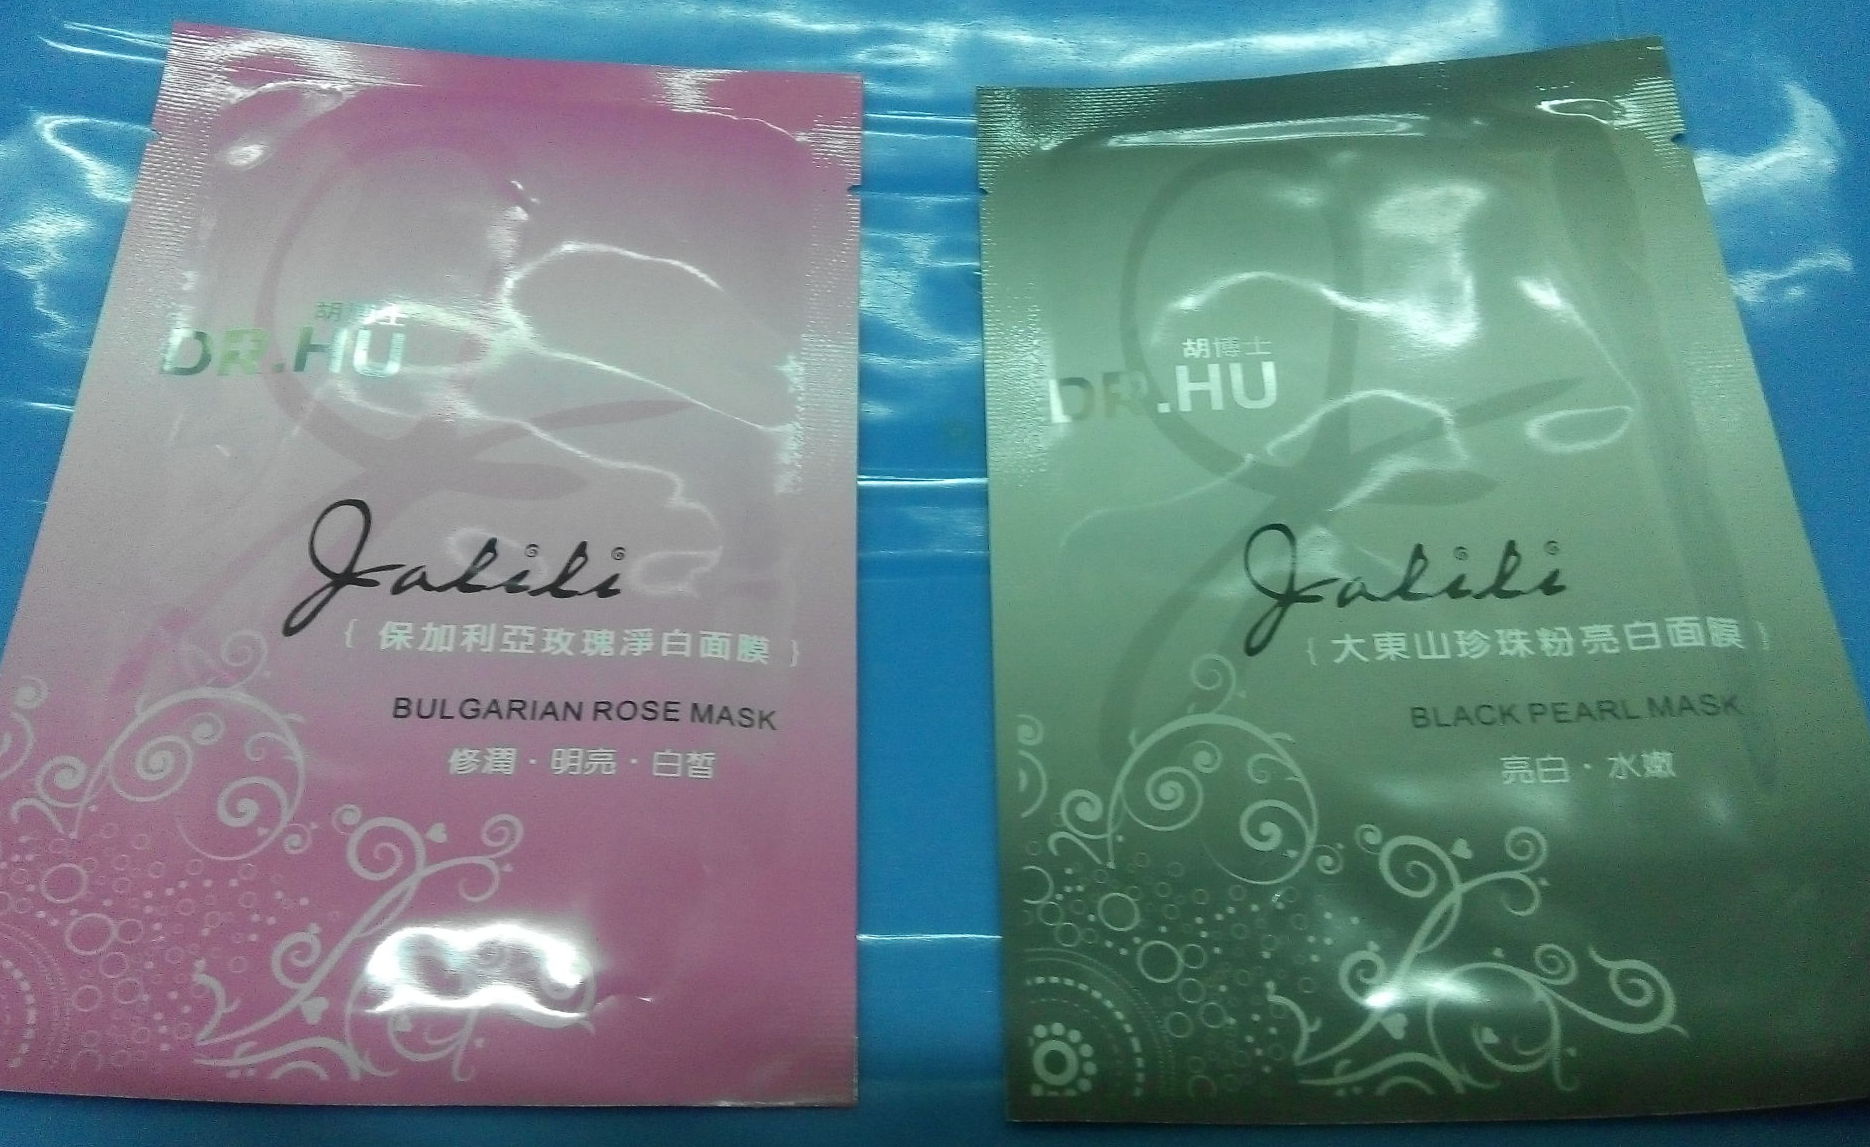 胡博士
DR.HU
Jalili
{ 保加利亞玫瑰淨白面膜 }
BULGARIAN ROSE MASK
修潤·明亮·白皙
胡博士
DR.HU
Jalili
{ 大東山珍珠粉亮白面膜 }
BLACK PEARL MASK
亮白·水嫩